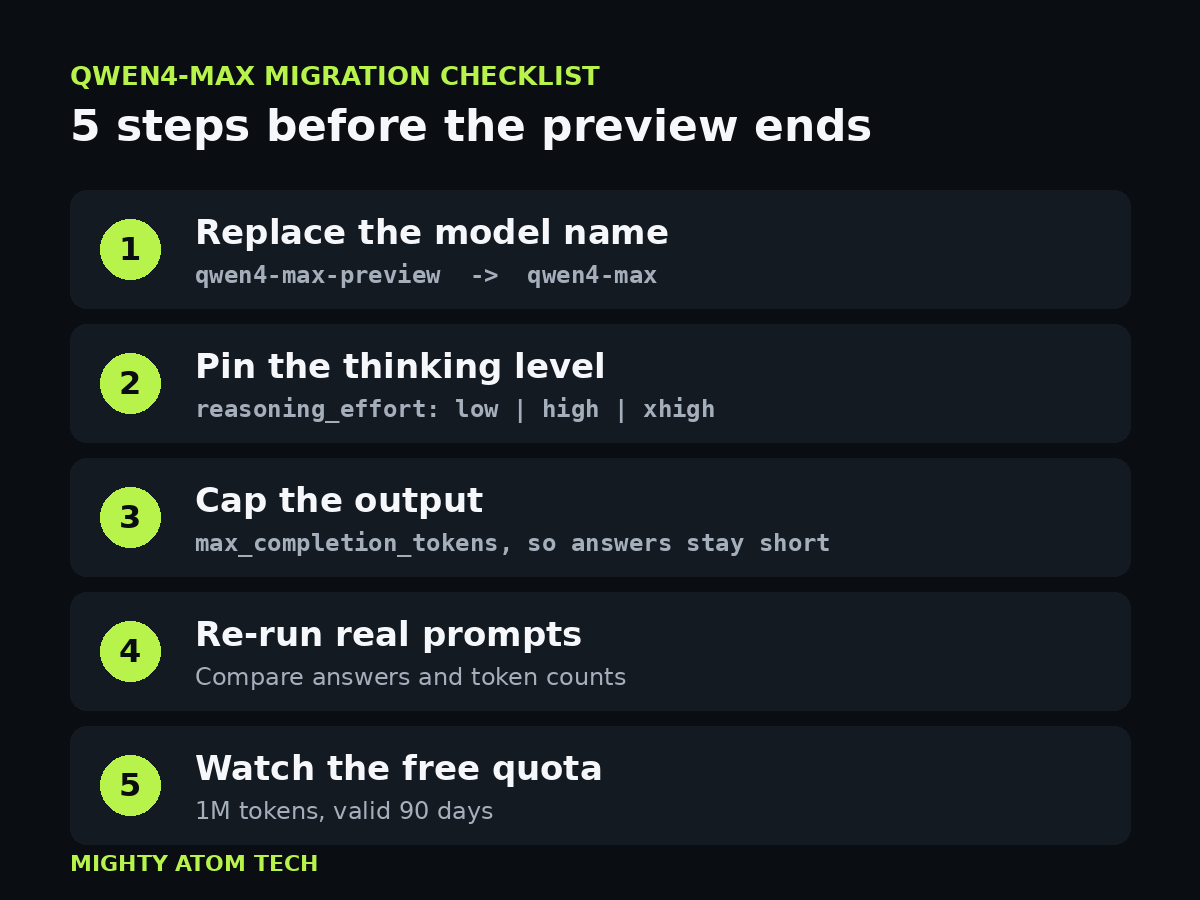 QWEN4-MAX MIGRATION CHECKLIST
5 steps before the preview ends
1
Replace the model name
qwen4-max-preview  ->  qwen4-max
2
Pin the thinking level
reasoning_effort: low | high | xhigh
3
Cap the output
max_completion_tokens, so answers stay short
4
Re-run real prompts
Compare answers and token counts
5
Watch the free quota
1M tokens, valid 90 days
MIGHTY ATOM TECH